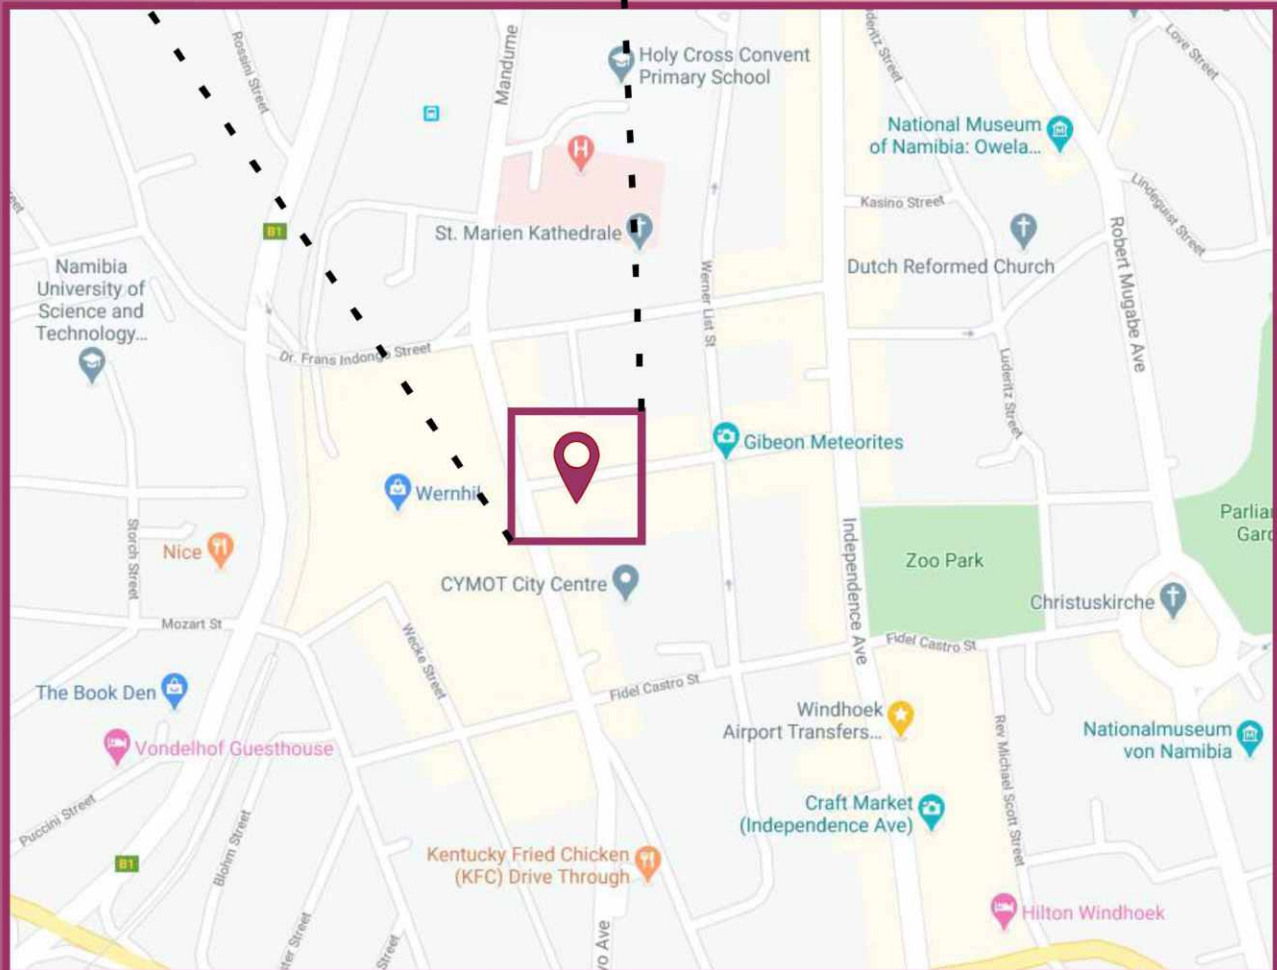 Rossini Street
Mandume
Holy Cross Convent
Primary School
Love Street
National Museum
of Namibia: Owela...
H
Kasino Street
Lindeguist Street
B1
St. Marien Kathedrale
Dutch Reformed Church
Robert Mugabe Ave
Namibia
University of
Science and
Technology...
Werner List St
Dr. Frans Indongo Street
Luderitz Street
Gibeon Meteorites
Wernhil
Storch Street
Nice
Independence Ave
Zoo Park
CYMOT City Centre
Christuskirche
Mozart St
Wecke Street
Fidel Castro St
Fidel Castro St
The Book Den
Vondelhof Guesthouse
Windhoek
Airport Transfers...
Rev Michael Scott Street
Nationalmuseum
von Namibia
Puccini Street
Blohm Street
Craft Market
(Independence Ave)
Kentucky Fried Chicken
(KFC) Drive Through
B1
Hilton Windhoek
Street
Ave